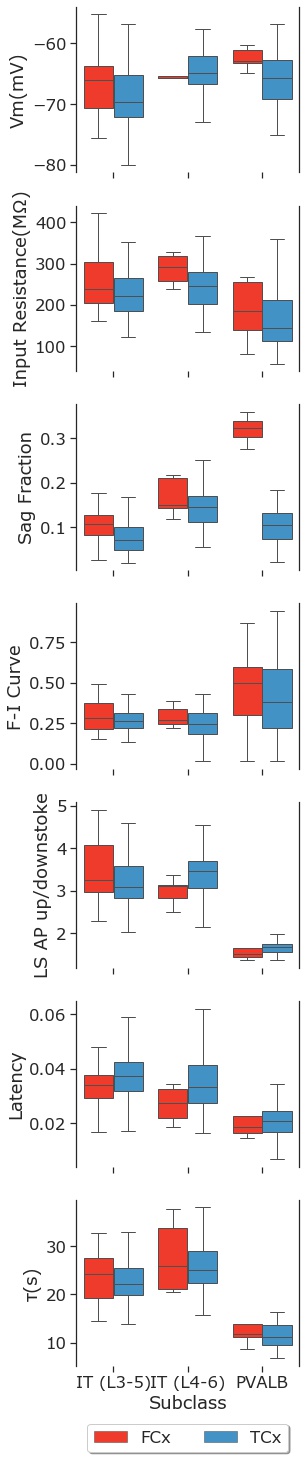 Vm(mV)
−60
−70
−80
Input Resistance(MΩ)
400
300
200
100
Sag Fraction
0.3
0.2
0.1
F-I Curve
0.75
0.50
0.25
0.00
LS AP up/downstoke
5
4
3
2
Latency
0.06
0.04
0.02
τ(s)
30
20
10
IT (L3-5) IT (L4-6) PVALB
Subclass
FCx TCx